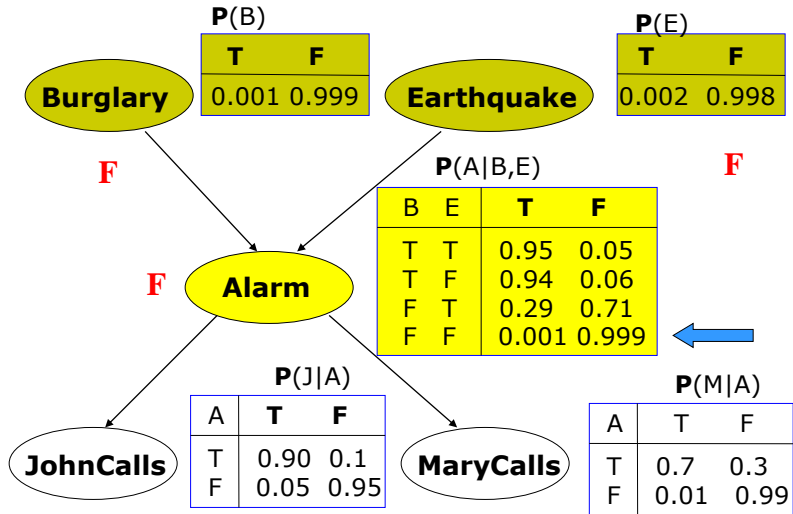 P(B)
T F
0.001 0.999
Burglary
P(E)
T F
0.002 0.998
Earthquake
F
F
P(A|B,E)
B E T F
T T 0.95 0.05
T F 0.94 0.06
F T 0.29 0.71
F F 0.001 0.999
F
Alarm
P(J|A)
A T F
T 0.90 0.1
F 0.05 0.95
JohnCalls
P(M|A)
A T F
T 0.7 0.3
F 0.01 0.99
MaryCalls